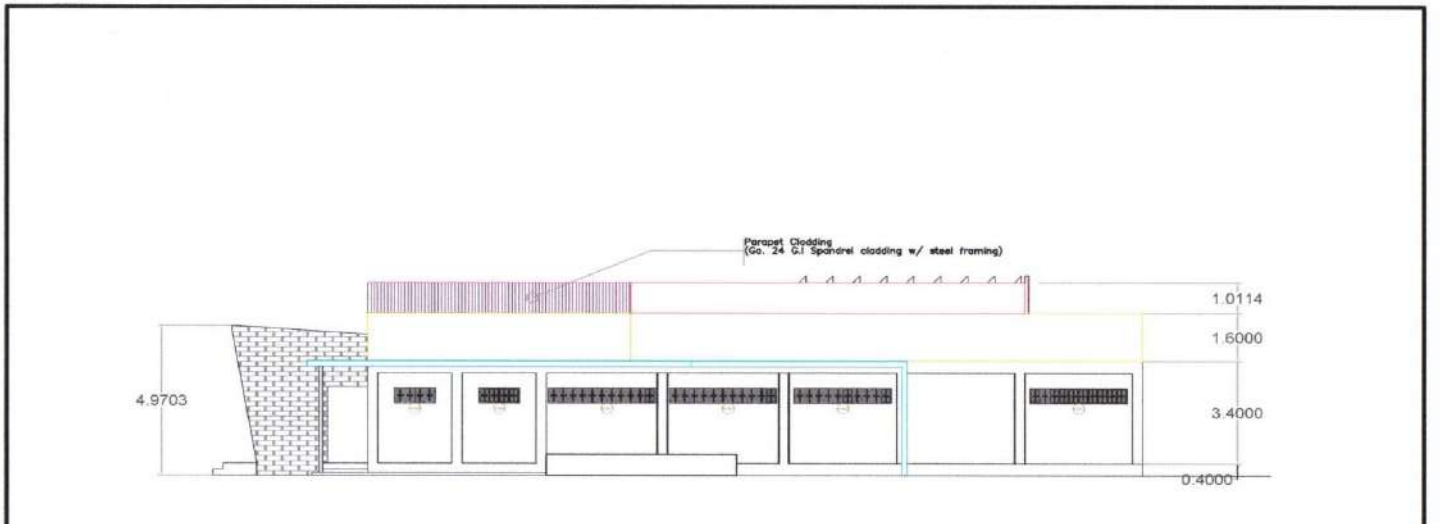 Parapet Cladding
(Ga. 24 G.I Spandrel cladding w/ steel framing)
1.0114
1.6000
4.9703
3.4000
0.4000